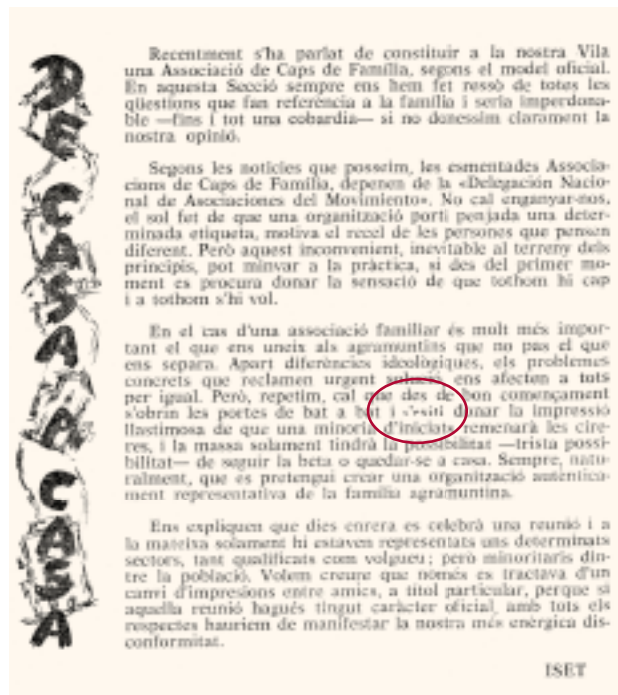 DE CASA A CASA
Recentment s'ha parlat de constituir a la nostra Vila
una Associació de Caps de Família, segons el model oficial.
En aquesta Secció sempre ens hem fet ressò de totes les
qüestions que fan referència a la família i seria imperdona-
ble —fins i tot una cobardia— si no donessim clarament la
nostra opinió.
Segons les notícies que posseim, les esmentades Associa-
cions de Caps de Família, depenen de la «Delegación Nacio-
nal de Asociaciones del Movimiento». No cal enganyar-nos,
el sol fet de que una organització porti penjada una deter-
minada etiqueta, motiva el recel de les persones que pensen
diferent. Però aquest inconvenient, inevitable al terreny dels
principis, pot minvar a la pràctica, si des del primer mo-
ment es procura donar la sensació de que tothom hi cap
i a tothom s'hi vol.
En el cas d'una associació familiar és molt més impor-
tant el que ens uneix als agramuntins que no pas el que
ens separa. Apart diferències ideològiques, els problemes
concrets que reclamen urgent solució ens afecten a tots
per igual. Però, repetim, cal que des de bon començament
s'obrin les portes de bat a bat i donar la impressió
llastimosa de que una minoria d'iniciats remenarà les cire-
res, i la massa solament tindrà la possibilitat —trista possi-
bilitat— de seguir la beta o quedar-se a casa. Sempre, natu-
ralment, que es pretengui crear una organització autèntica-
ment representativa de la família agramuntina.
Ens expliquen que dies enrera es celebrà una reunió i a
la mateixa solament hi estaven representats uns determinats
sectors, tant qualificats com volgueu; però minoritaris din-
tre la població. Volem creure que només es tractava d'un
canvi d'impresions entre amics, a títol particular, perque si
aquella reunió hagués tingut caràcter oficial, amb tots els
respectes hauriem de manifestar la nostra més enèrgica dis-
conformitat.
ISET